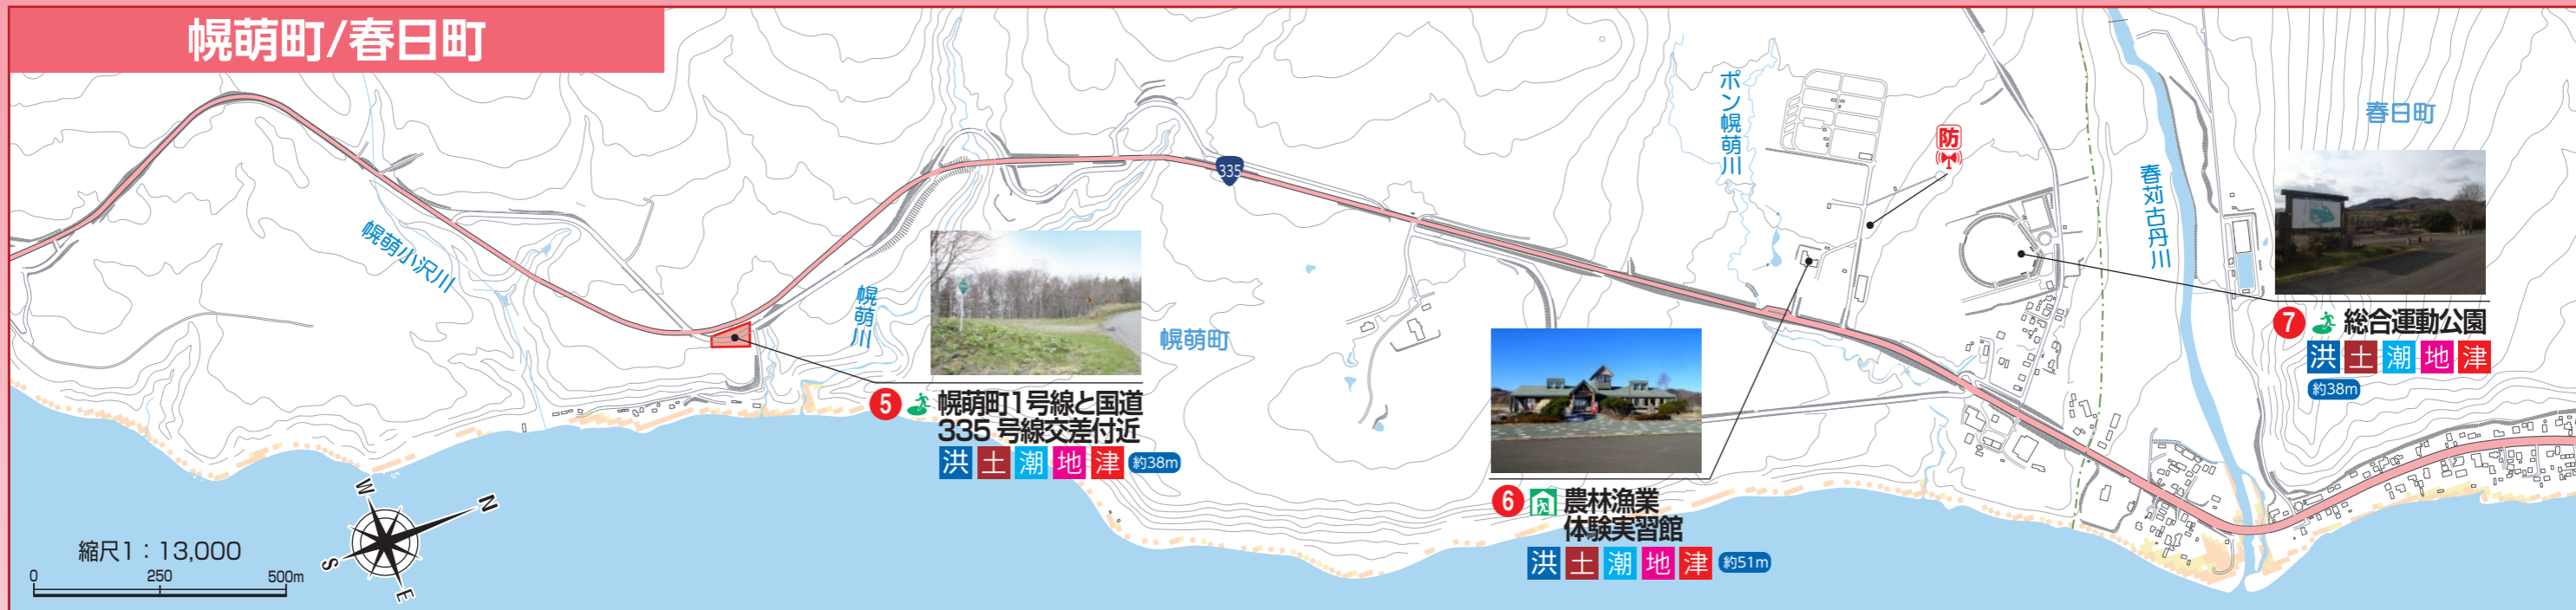 幌萌町/春日町
335
ポン幌萌川
防
春日町
春苅古丹川
幌萌小沢川
幌萌川
幌萌町
5 幌萌町1号線と国道
335号線交差付近
洪 土 潮 地 津 約38m
6 農林漁業
体験実習館
洪 土 潮 地 津 約51m
7 総合運動公園
洪 土 潮 地 津
約38m
縮尺1：13,000
0 250 500m
W
N
S
E